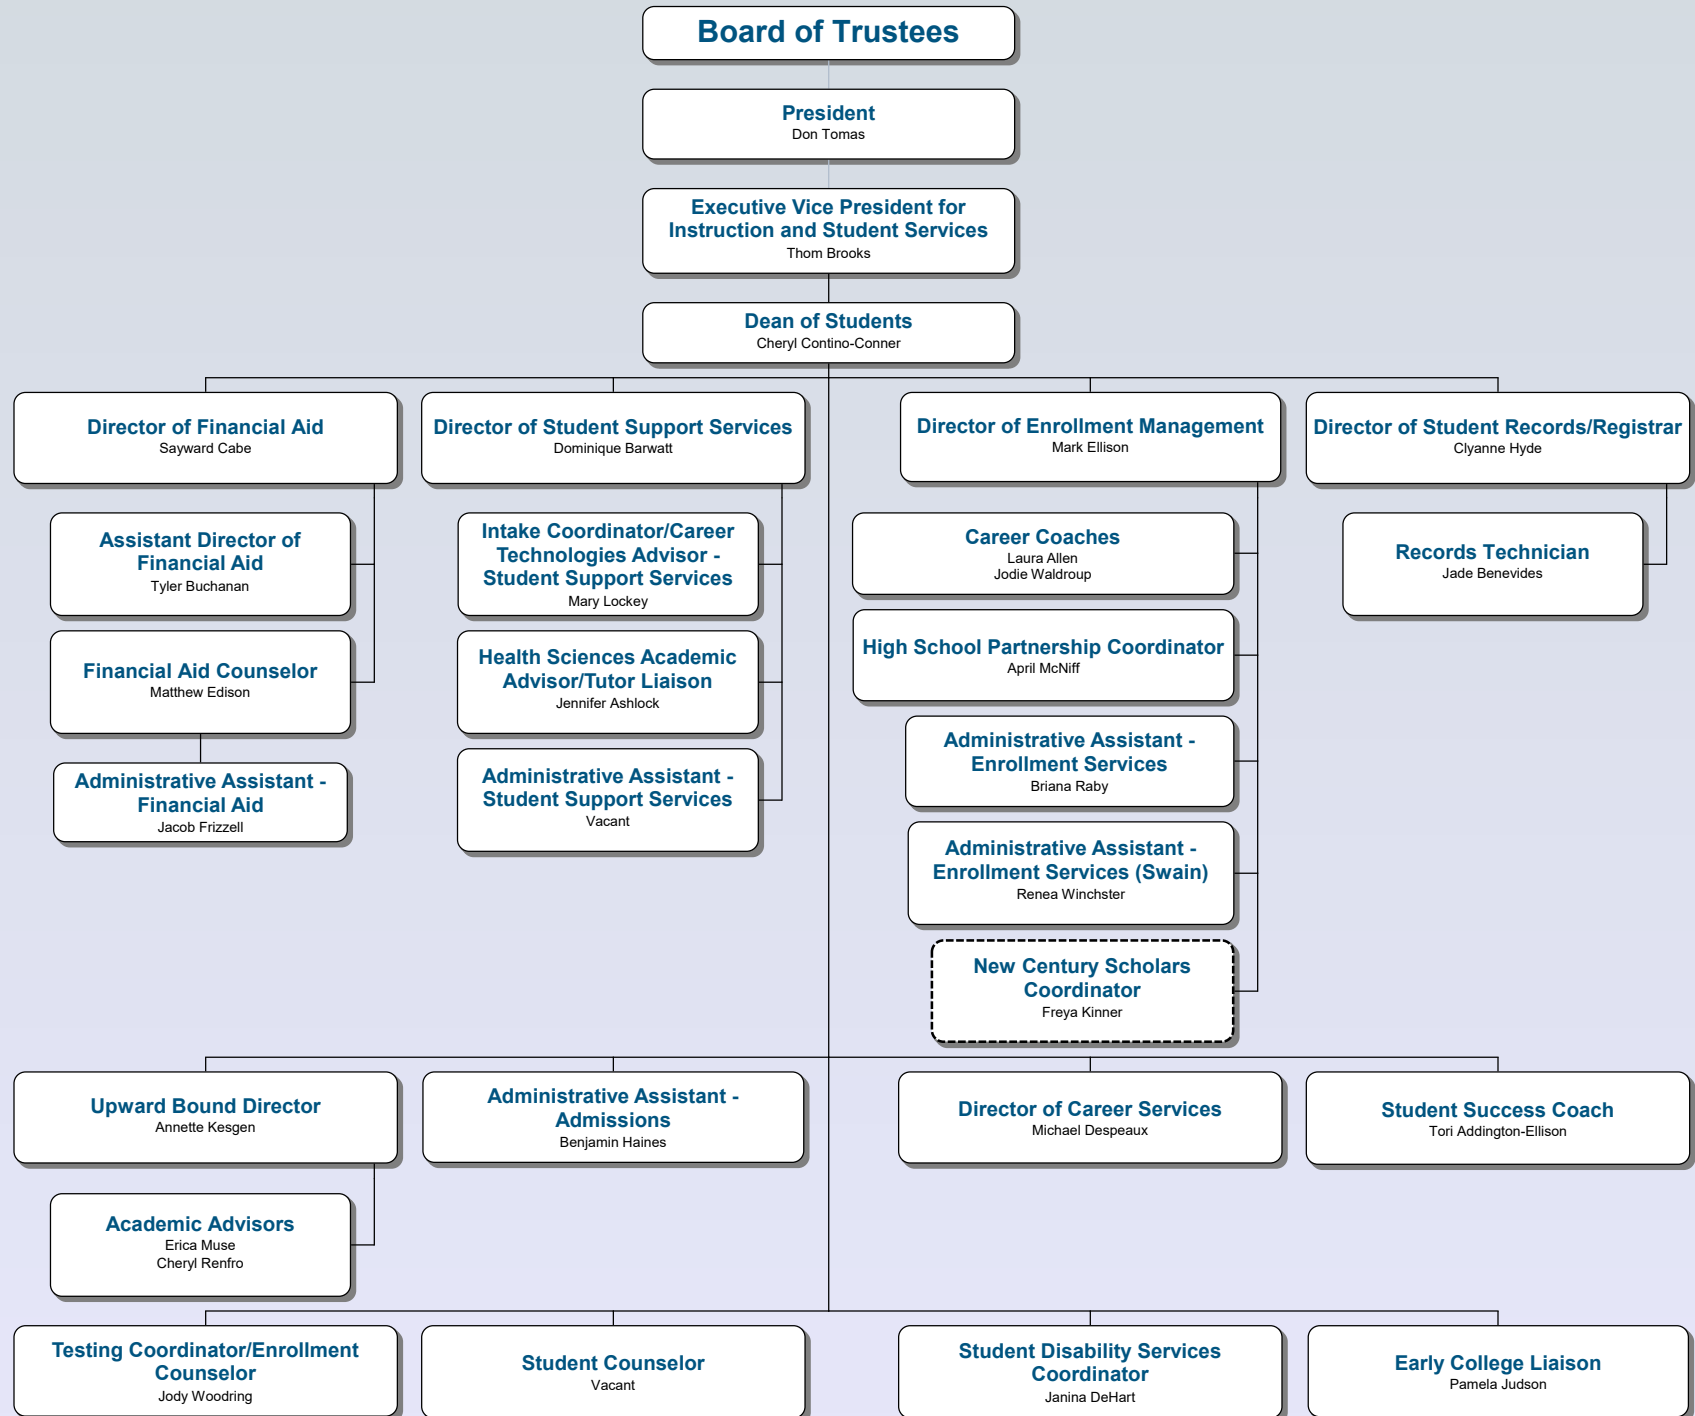 Board of Trustees
President
Don Tomas
Executive Vice President for
Instruction and Student Services
Thom Brooks
Dean of Students
Cheryl Contino-Conner
Director of Financial Aid
Sayward Cabe
Director of Student Support Services
Dominique Barwatt
Director of Enrollment Management
Mark Ellison
Director of Student Records/Registrar
Clyanne Hyde
Assistant Director of
Financial Aid
Tyler Buchanan
Financial Aid Counselor
Matthew Edison
Administrative Assistant -
Financial Aid
Jacob Frizzell
Intake Coordinator/Career
Technologies Advisor -
Student Support Services
Mary Lockey
Health Sciences Academic
Advisor/Tutor Liaison
Jennifer Ashlock
Administrative Assistant -
Student Support Services
Vacant
Career Coaches
Laura Allen
Jodie Waldroup
High School Partnership Coordinator
April McNiff
Administrative Assistant -
Enrollment Services
Briana Raby
Administrative Assistant -
Enrollment Services (Swain)
Renea Winchster
New Century Scholars
Coordinator
Freya Kinner
Records Technician
Jade Benevides
Upward Bound Director
Annette Kesgen
Administrative Assistant -
Admissions
Benjamin Haines
Director of Career Services
Michael Despeaux
Student Success Coach
Tori Addington-Ellison
Academic Advisors
Erica Muse
Cheryl Renfro
Testing Coordinator/Enrollment
Counselor
Jody Woodring
Student Counselor
Vacant
Student Disability Services
Coordinator
Janina DeHart
Early College Liaison
Pamela Judson